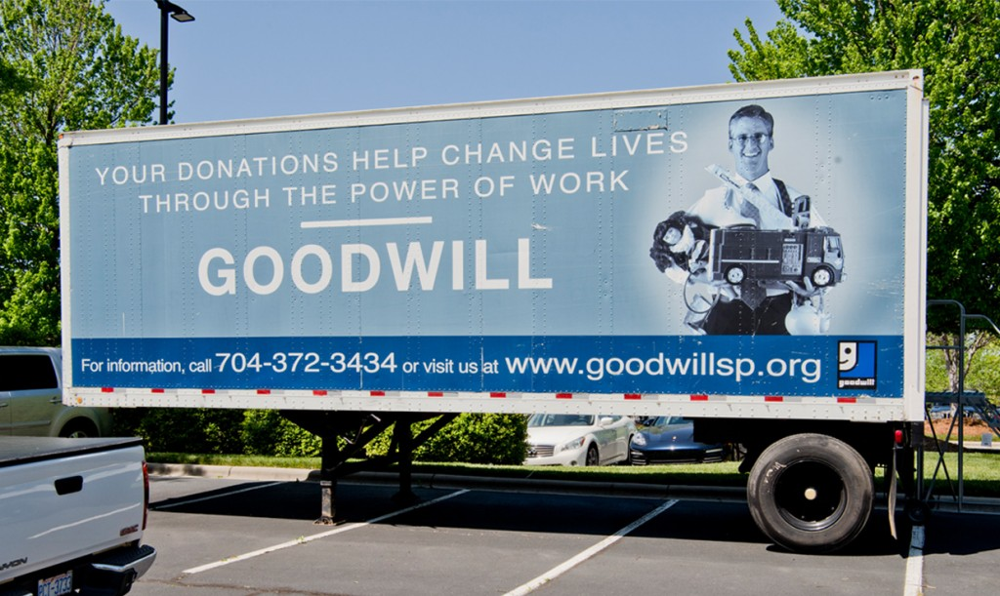 YOUR DONATIONS HELP CHANGE LIVES
THROUGH THE POWER OF WORK
GOODWILL
For information, call 704-372-3434 or visit us at www.goodwillsp.org
g
goodwill
GMC